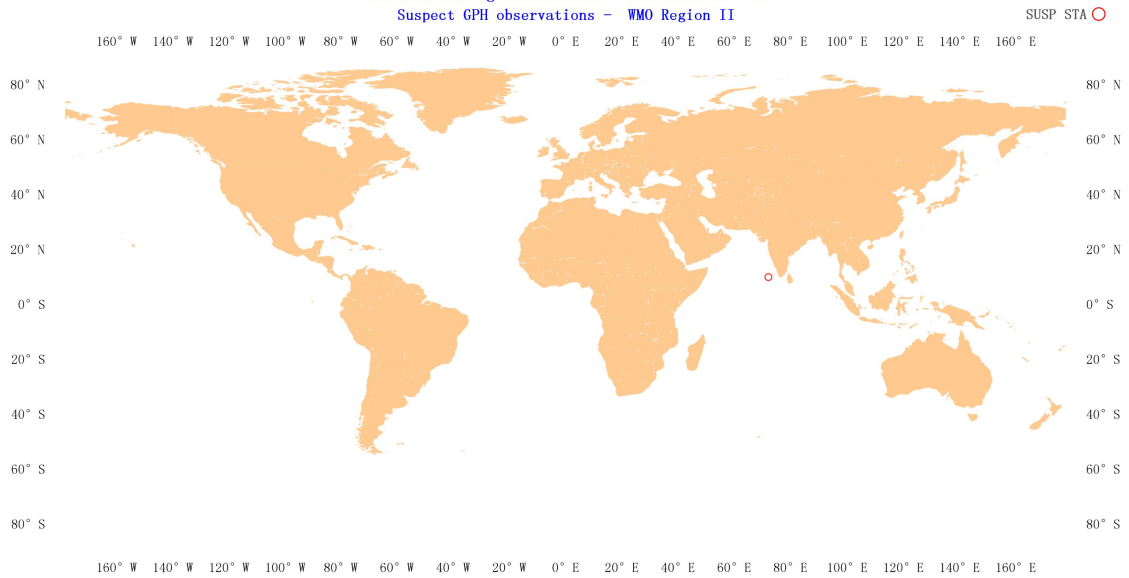 Suspect GPH observations - WMO Region II
SUSP STA
160° W 140° W 120° W 100° W 80° W 60° W 40° W 20° W 0° E 20° E 40° E 60° E 80° E 100° E 120° E 140° E 160° E
80° N 80° N
60° N 60° N
40° N 40° N
20° N 20° N
0° S 0° S
20° S 20° S
40° S 40° S
60° S 60° S
80° S 80° S
160° W 140° W 120° W 100° W 80° W 60° W 40° W 20° W 0° E 20° E 40° E 60° E 80° E 100° E 120° E 140° E 160° E